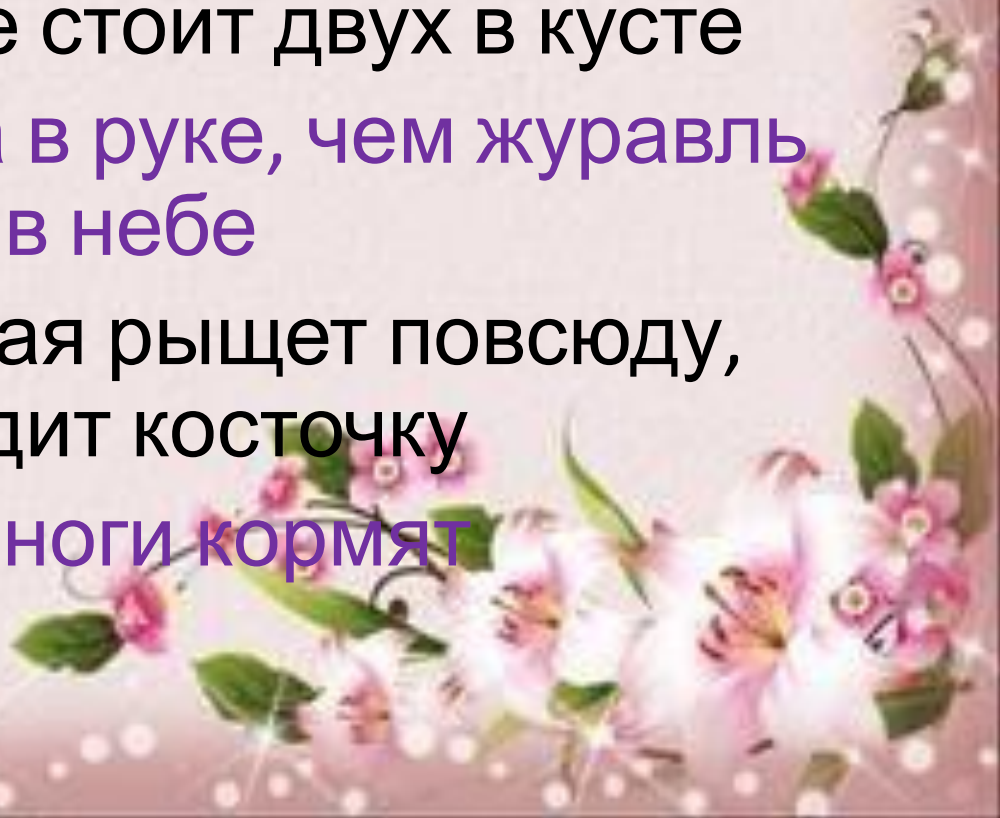 е стоит двух в кусте
а в руке, чем журавль
в небе
ая рыщет повсюду,
дит косточку
ноги кормят